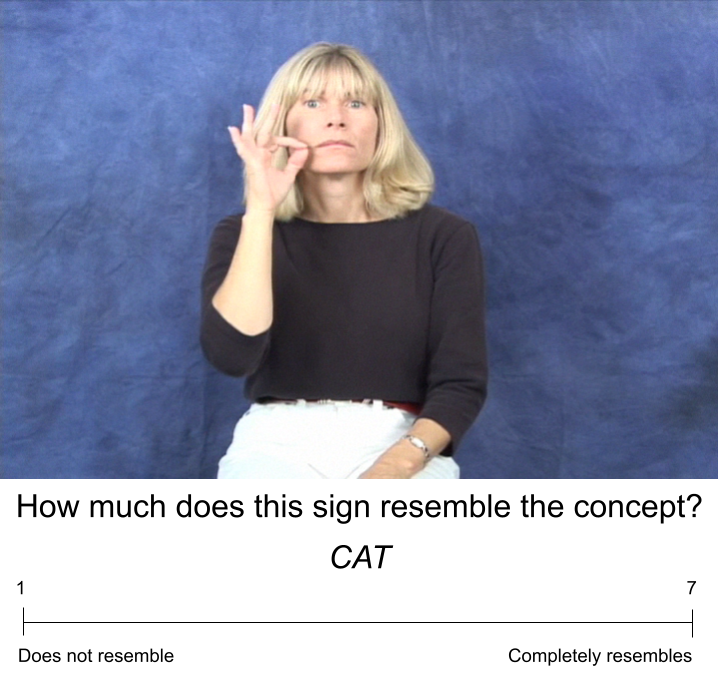 How much does this sign resemble the concept?
CAT
1 7
Does not resemble Completely resembles